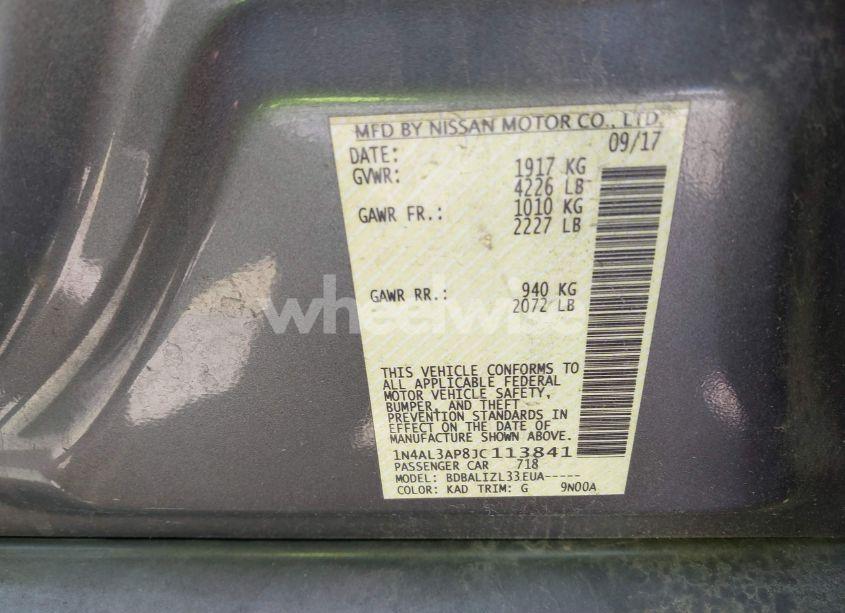 MFD BY NISSAN MOTOR CO., LTD.
DATE: 09/17
GVWR: 1917 KG
4226 LB
GAWR FR.: 1010 KG
2227 LB
GAWR RR.: 940 KG
2072 LB
THIS VEHICLE CONFORMS TO
ALL APPLICABLE FEDERAL
MOTOR VEHICLE SAFETY,
BUMPER, AND THEFT
PREVENTION STANDARDS IN
EFFECT ON THE DATE OF
MANUFACTURE SHOWN ABOVE.
1N4AL3AP8JC113841
PASSENGER CAR 718
MODEL: BDBALIZL33EUA-----
COLOR: KAD TRIM: G 9N00A
wheelwise